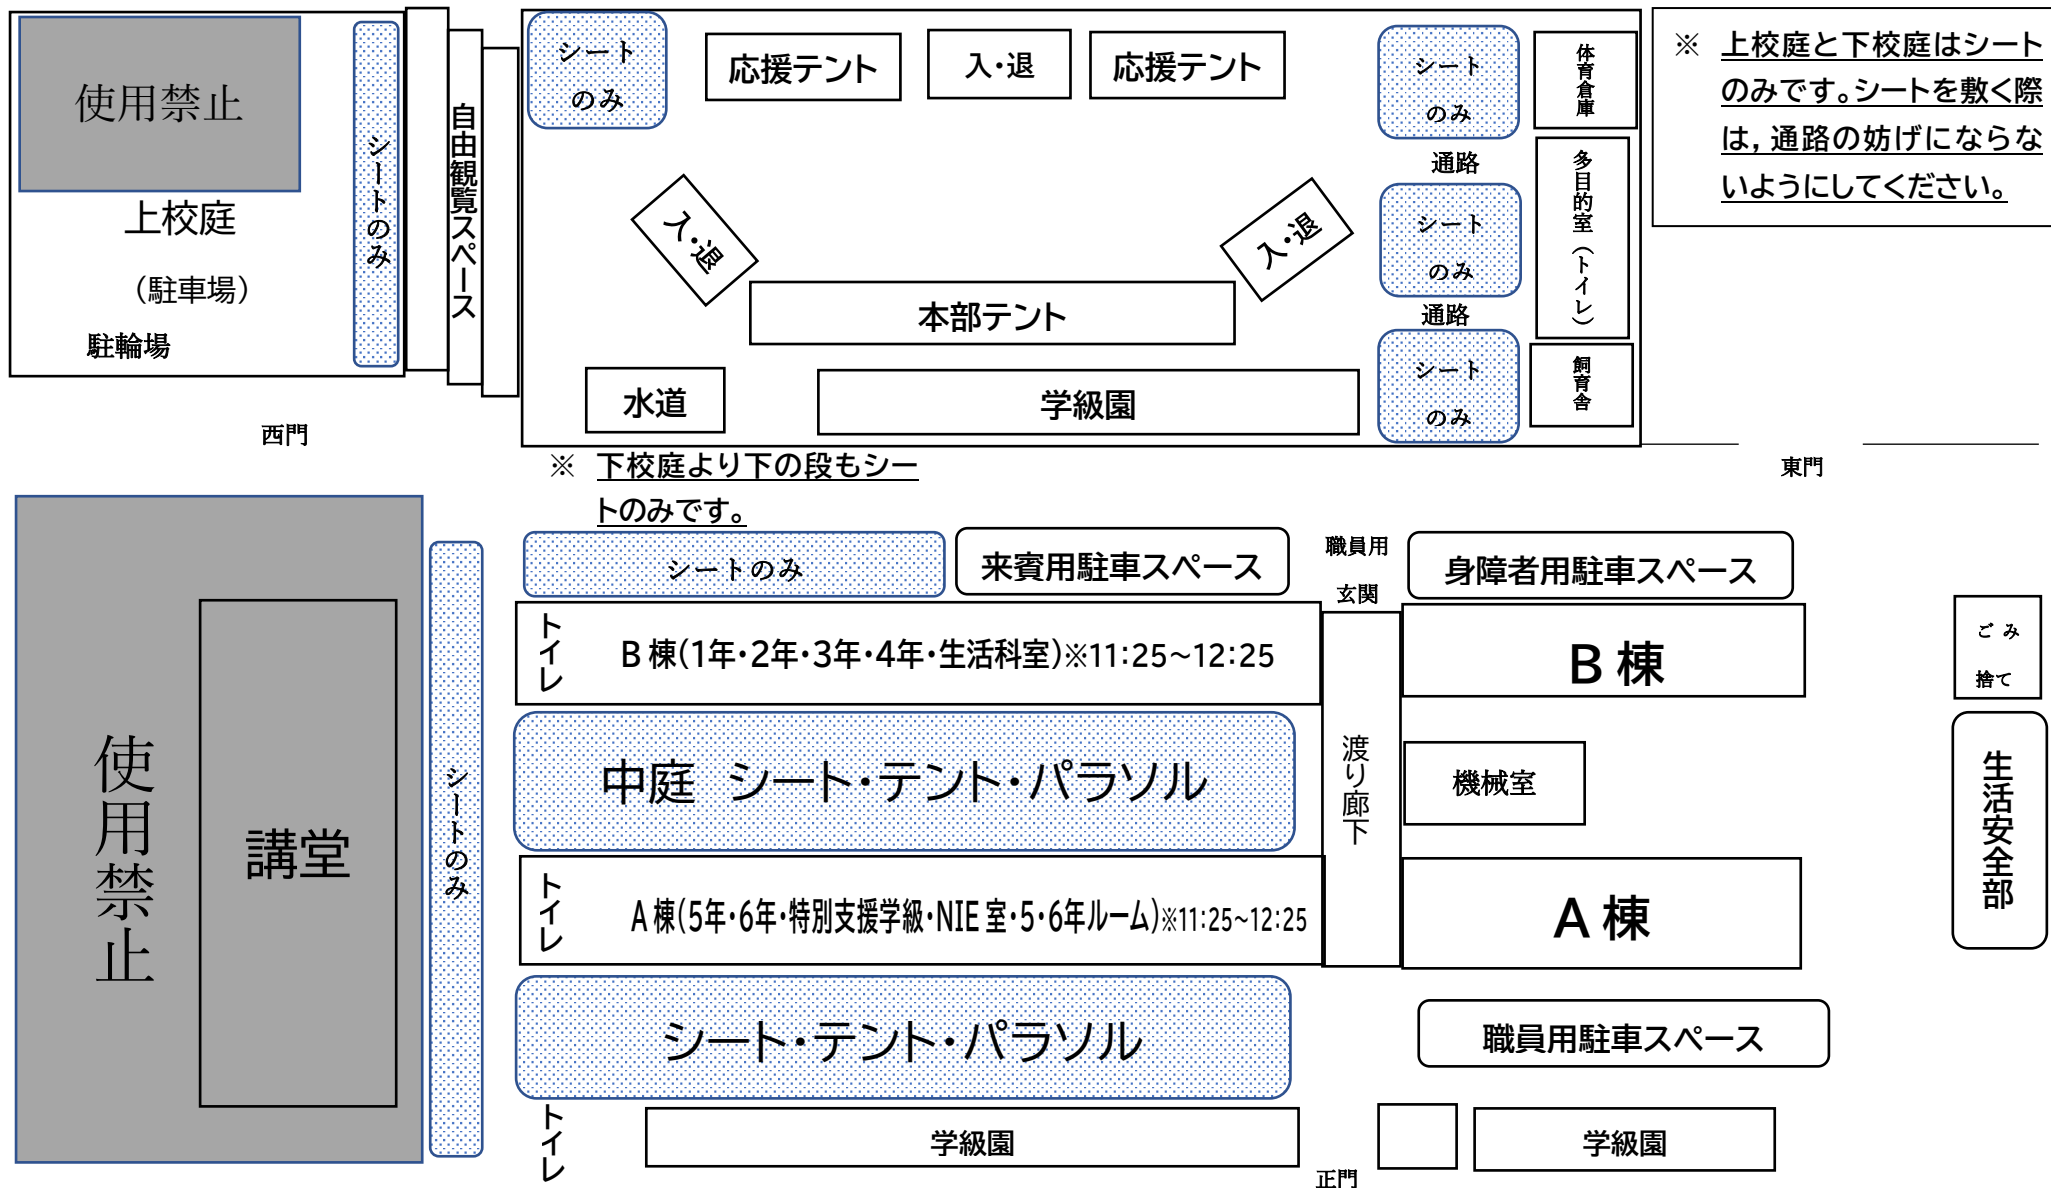 使用禁止
上校庭
（駐車場）
駐輪場
シートのみ
自由観覧スペース
シート
のみ
応援テント
入・退
応援テント
シート
のみ
通路
シート
のみ
通路
シート
のみ
体育倉庫
多目的室（トイレ）
飼育舎
入・退
入・退
本部テント
水道
学級園
※ 上校庭と下校庭はシート
のみです。シートを敷く際
は，通路の妨げにならな
いようにしてください。
西門
東門
※ 下校庭より下の段もシー
トのみです。
使用禁止
講堂
シートのみ
シートのみ
来賓用駐車スペース
職員用
玄関
身障者用駐車スペース
トイレ
B棟(1年・2年・3年・4年・生活科室)※11:25～12:25
B棟
ごみ
捨て
中庭 シート・テント・パラソル
渡り廊下
機械室
生活安全部
トイレ
A棟(5年・6年・特別支援学級・NIE室・5・6年ルーム)※11:25~12:25
A棟
シート・テント・パラソル
職員用駐車スペース
トイレ
学級園
学級園
正門